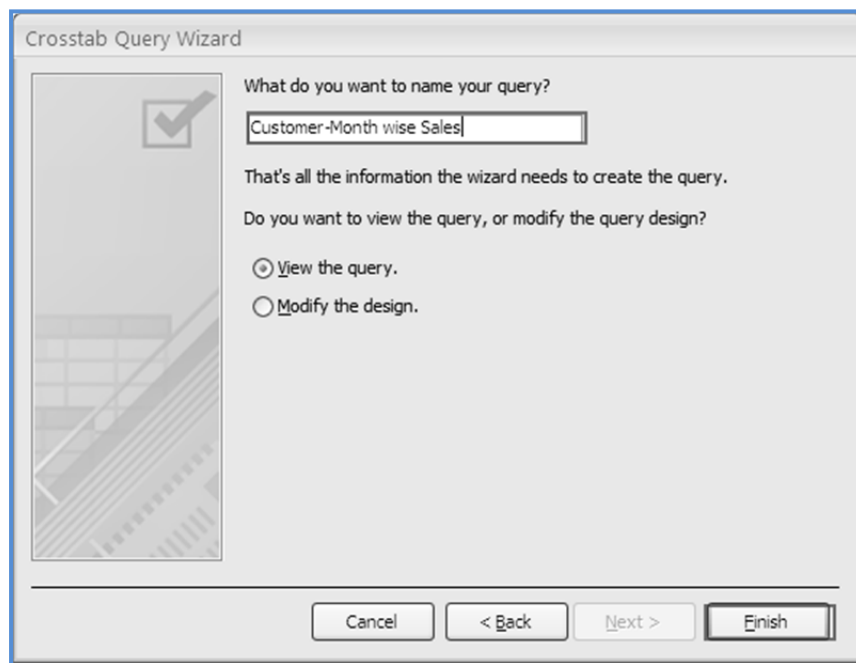 Crosstab Query Wizard
What do you want to name your query?
Customer-Month wise Sales
That's all the information the wizard needs to create the query.
Do you want to view the query, or modify the query design?
View the query.
Modify the design.
Cancel
< Back
Next >
Finish